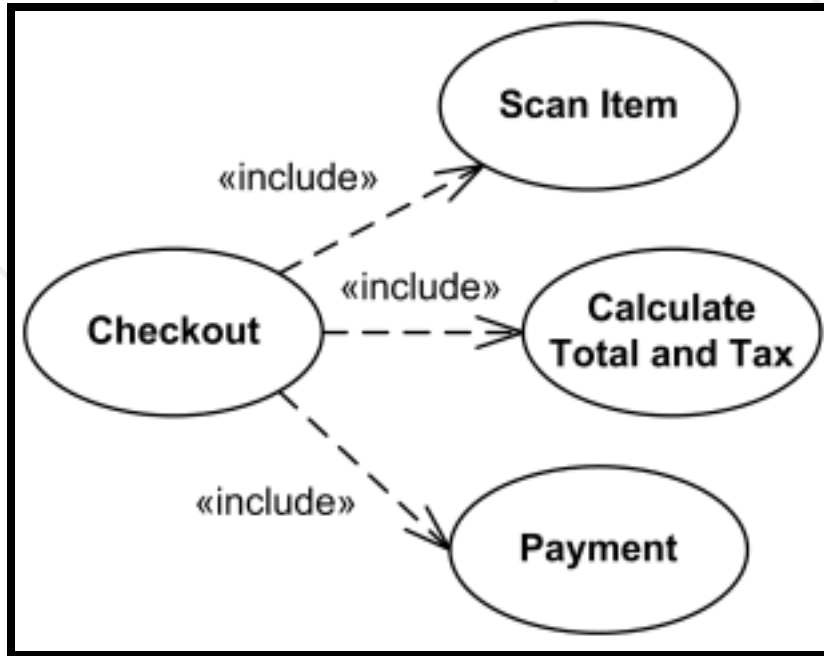 Scan Item
«include»
«include»
Checkout
Calculate
Total and Tax
«include»
Payment